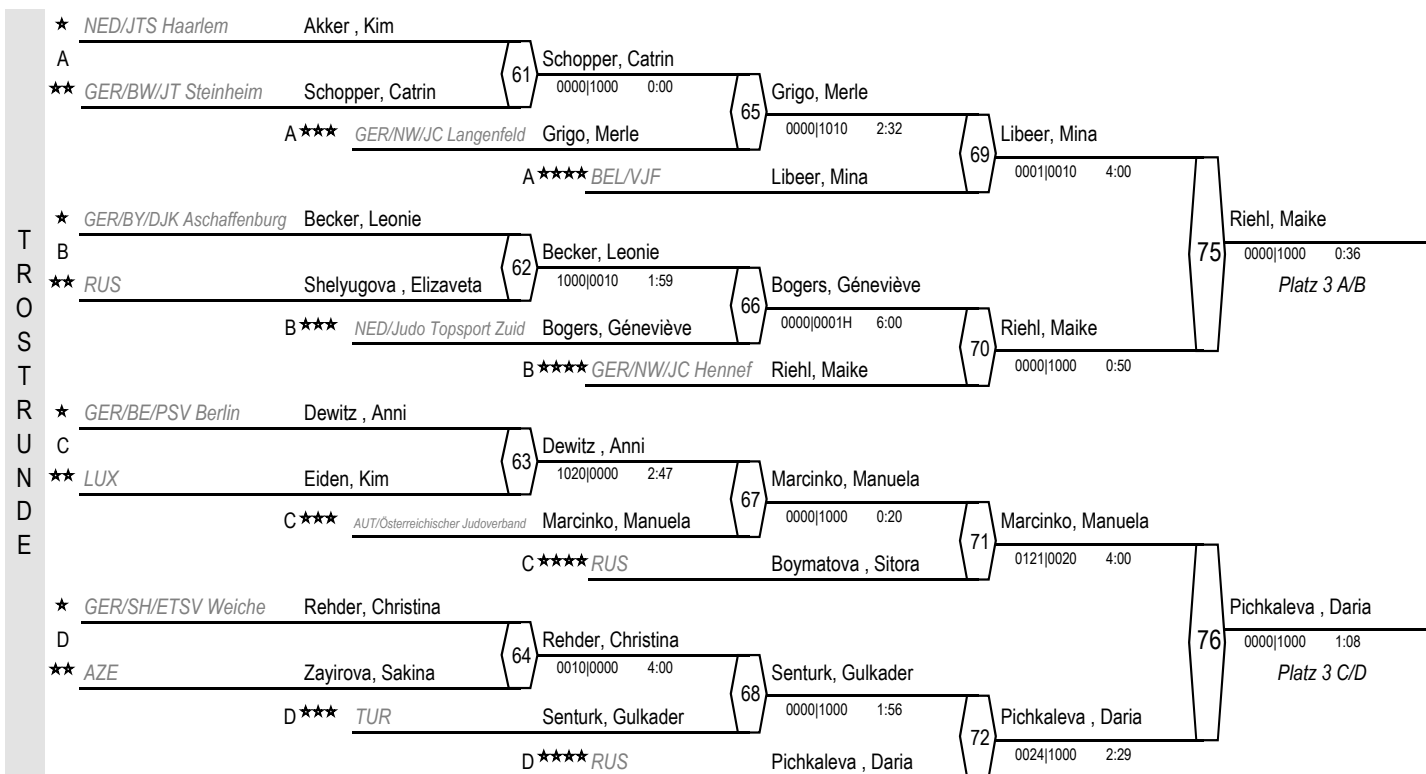 TROSTRUNDE
★ NED/JTS Haarlem Akker , Kim
A
61
Schopper, Catrin
0000|1000 0:00
★★ GER/BW/JT Steinheim Schopper, Catrin
65
Grigo, Merle
0000|1010 2:32
A ★★★ GER/NW/JC Langenfeld Grigo, Merle
69
Libeer, Mina
0001|0010 4:00
A ★★★★ BEL/VJF Libeer, Mina
★ GER/BY/DJK Aschaffenburg Becker, Leonie
B
62
Becker, Leonie
1000|0010 1:59
★★ RUS Shelyugova , Elizaveta
66
Bogers, Géneviève
0000|0001H 6:00
B ★★★ NED/Judo Topsport Zuid Bogers, Géneviève
70
Riehl, Maike
0000|1000 0:50
B ★★★★ GER/NW/JC Hennef Riehl, Maike
75
Riehl, Maike
0000|1000 0:36
Platz 3 A/B
★ GER/BE/PSV Berlin Dewitz , Anni
C
63
Dewitz , Anni
1020|0000 2:47
★★ LUX Eiden, Kim
67
Marcinko, Manuela
0000|1000 0:20
C ★★★ AUT/Österreichischer Judoverband Marcinko, Manuela
71
Marcinko, Manuela
0121|0020 4:00
C ★★★★ RUS Boymatova , Sitora
★ GER/SH/ETSV Weiche Rehder, Christina
D
64
Rehder, Christina
0010|0000 4:00
★★ AZE Zayirova, Sakina
68
Senturk, Gulkader
0000|1000 1:56
D ★★★ TUR Senturk, Gulkader
72
Pichkaleva , Daria
0024|1000 2:29
D ★★★★ RUS Pichkaleva , Daria
76
Pichkaleva , Daria
0000|1000 1:08
Platz 3 C/D